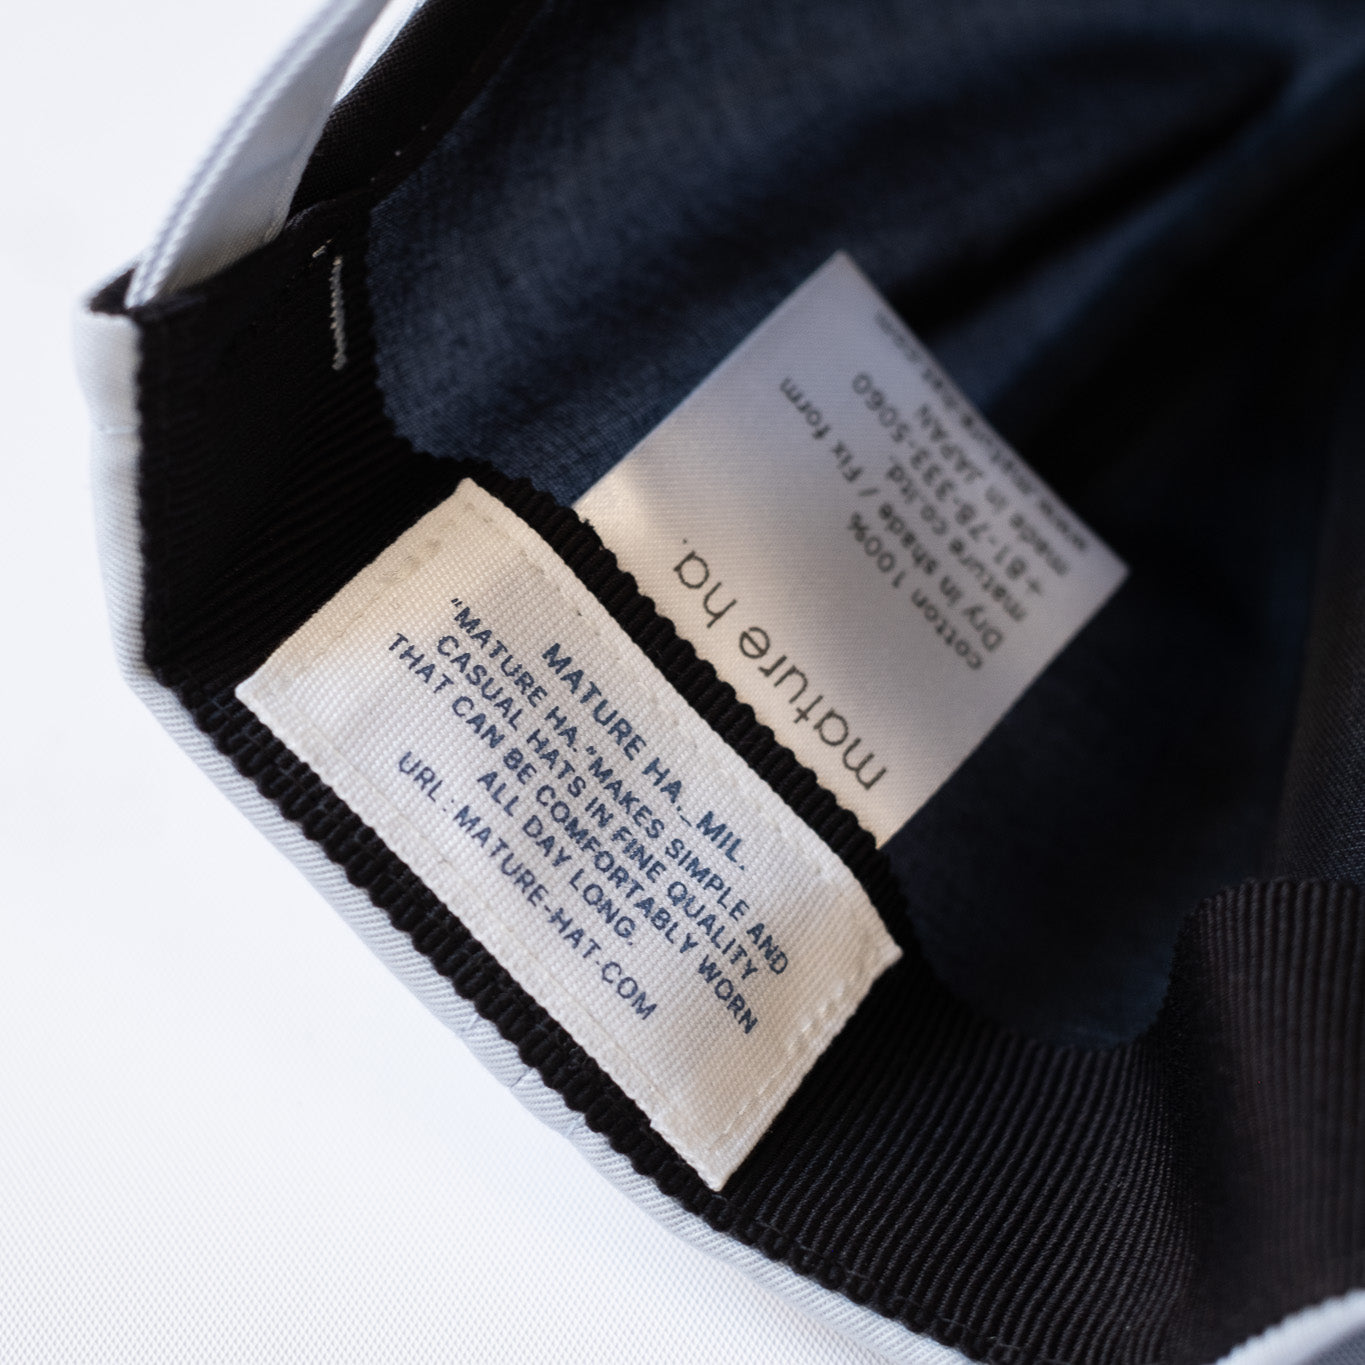 MATURE HA._MIL.
"MATURE HA."MAKES SIMPLE AND
CASUAL HATS IN FINE QUALITY
THAT CAN BE COMFORTABLY WORN
ALL DAY LONG.
URL : MATURE-HAT.COM
mature ha.
cotton 100%
Dry in shade / Fix form
mature co.ltd.
+81-78-333-5060
made in JAPAN